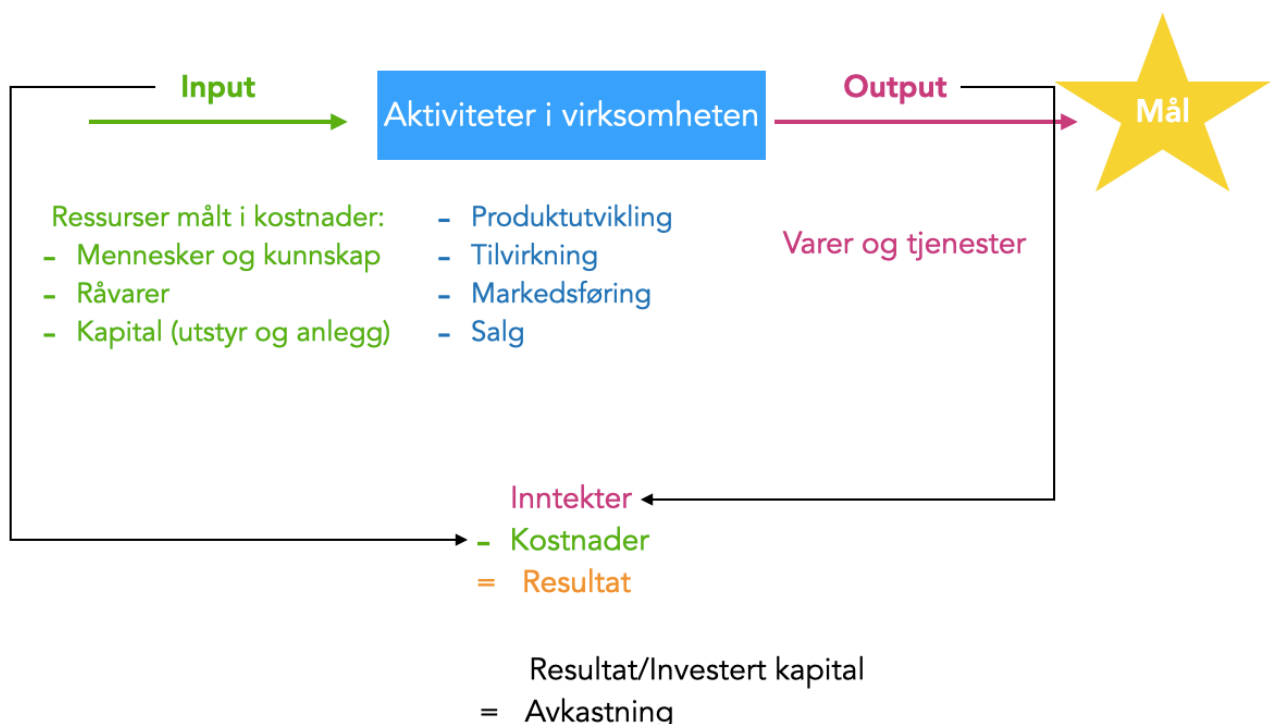 Input
Aktiviteter i virksomheten
Output
Mål
Ressurser målt i kostnader:
- Mennesker og kunnskap
- Råvarer
- Kapital (utstyr og anlegg)
- Produktutvikling
- Tilvirkning
- Markedsføring
- Salg
Varer og tjenester
Inntekter
- Kostnader
= Resultat
Resultat/Investert kapital
= Avkastning